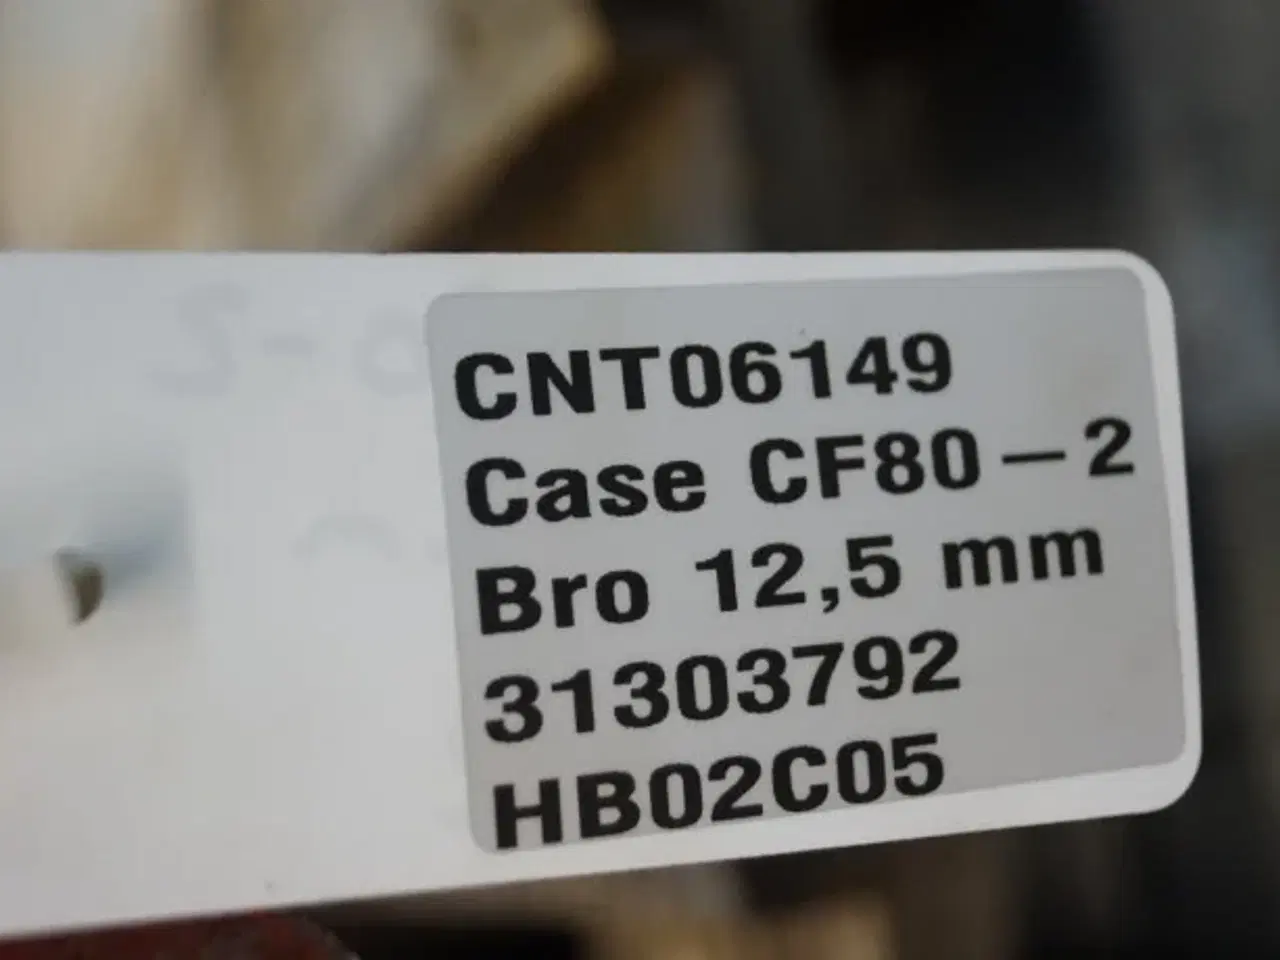 CNT06149
Case CF80-2
Bro 12,5 mm
31303792
HB02C05